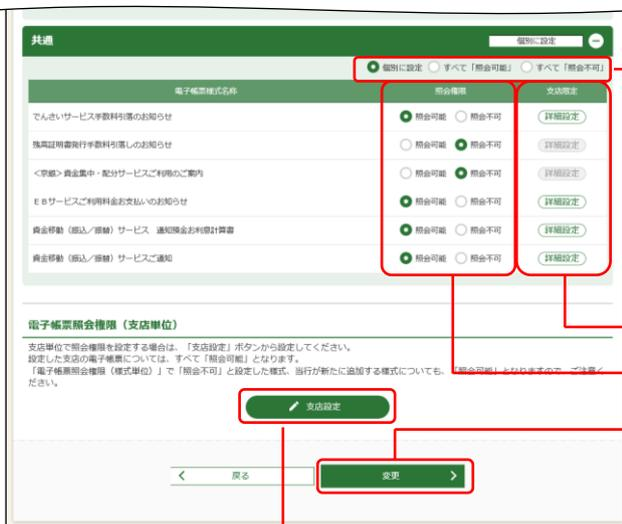 共通 個別に設定
個別に設定 すべて「照会可能」 すべて「照会不可」
電子帳票様式名称 照会権限 支店限定
でんさいサービス手数料引落のお知らせ 照会可能 照会不可 詳細設定
残高証明書発行手数料引落しのお知らせ 照会可能 照会不可 詳細設定
<京銀>資金集中・配分サービスご利用のご案内 照会可能 照会不可 詳細設定
EBサービスご利用料金お支払いのお知らせ 照会可能 照会不可 詳細設定
資金移動(振込/振替)サービス 通知預金お利息計算書 照会可能 照会不可 詳細設定
資金移動(振込/振替)サービスご通知 照会可能 照会不可 詳細設定
電子帳票照会権限(支店単位)
支店単位で照会権限を設定する場合は、「支店設定」ボタンから設定してください。
設定した支店の電子帳票については、すべて「照会可能」となります。
「電子帳票照会権限(様式単位)」で「照会不可」と設定した様式、当行が新たに追加する様式についても、「照会可能」となりますので、ご注意く
ださい。
支店設定
戻る 変更